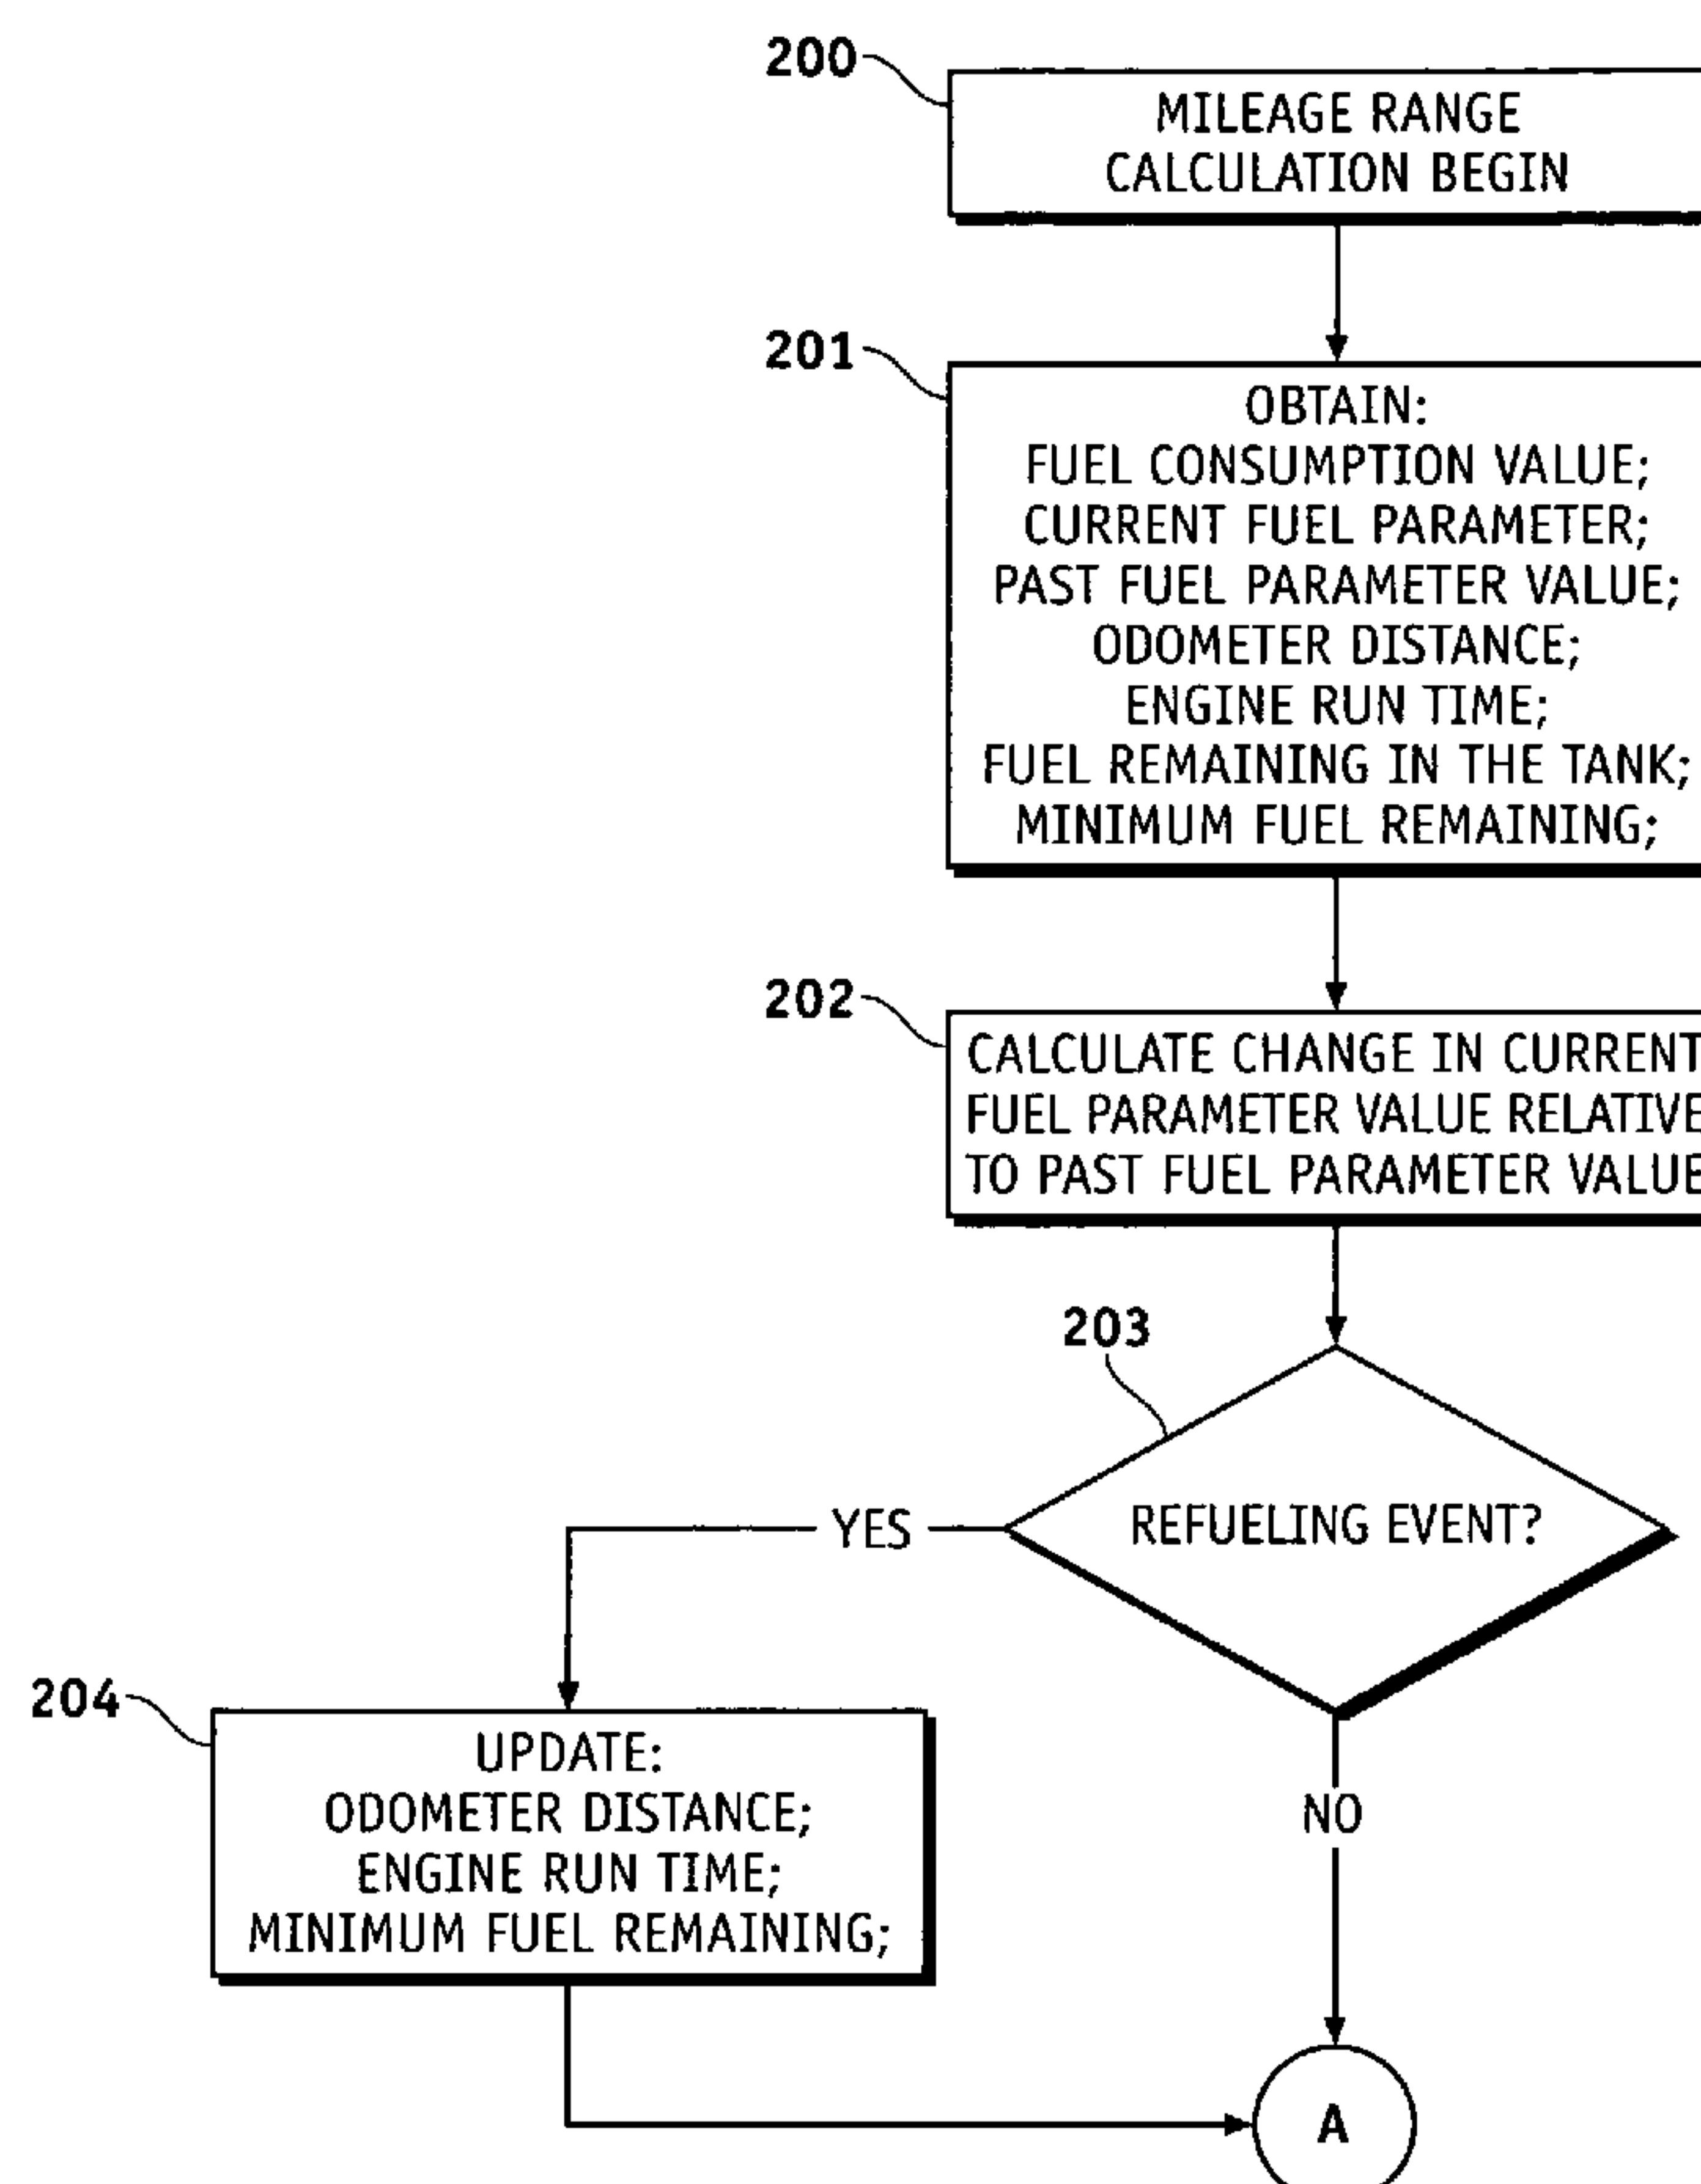 200
MILEAGE RANGE
CALCULATION BEGIN
201
OBTAIN:
FUEL CONSUMPTION VALUE;
CURRENT FUEL PARAMETER;
PAST FUEL PARAMETER VALUE;
ODOMETER DISTANCE;
ENGINE RUN TIME;
FUEL REMAINING IN THE TANK;
MINIMUM FUEL REMAINING;
202
CALCULATE CHANGE IN CURRENT
FUEL PARAMETER VALUE RELATIVE
TO PAST FUEL PARAMETER VALUE
203
REFUELING EVENT?
YES
204
UPDATE:
ODOMETER DISTANCE;
ENGINE RUN TIME;
MINIMUM FUEL REMAINING;
NO
A